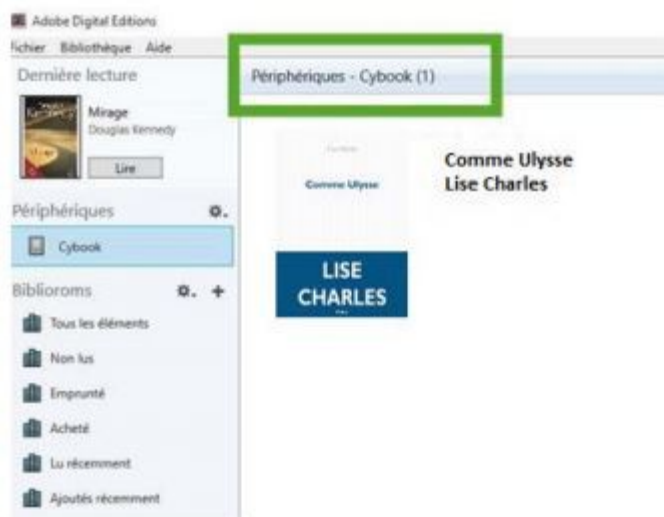 Adobe Digital Editions
Fichier Bibliothèque Aide
Dernière lecture
Mirage
Douglas Kennedy
Lire
Périphériques
Cybook
Biblioroms
Tous les éléments
Non lus
Emprunté
Acheté
Lu récemment
Ajoutés récemment
Périphériques - Cybook (1)
Comme Ulysse
LISE
CHARLES
Comme Ulysse
Lise Charles